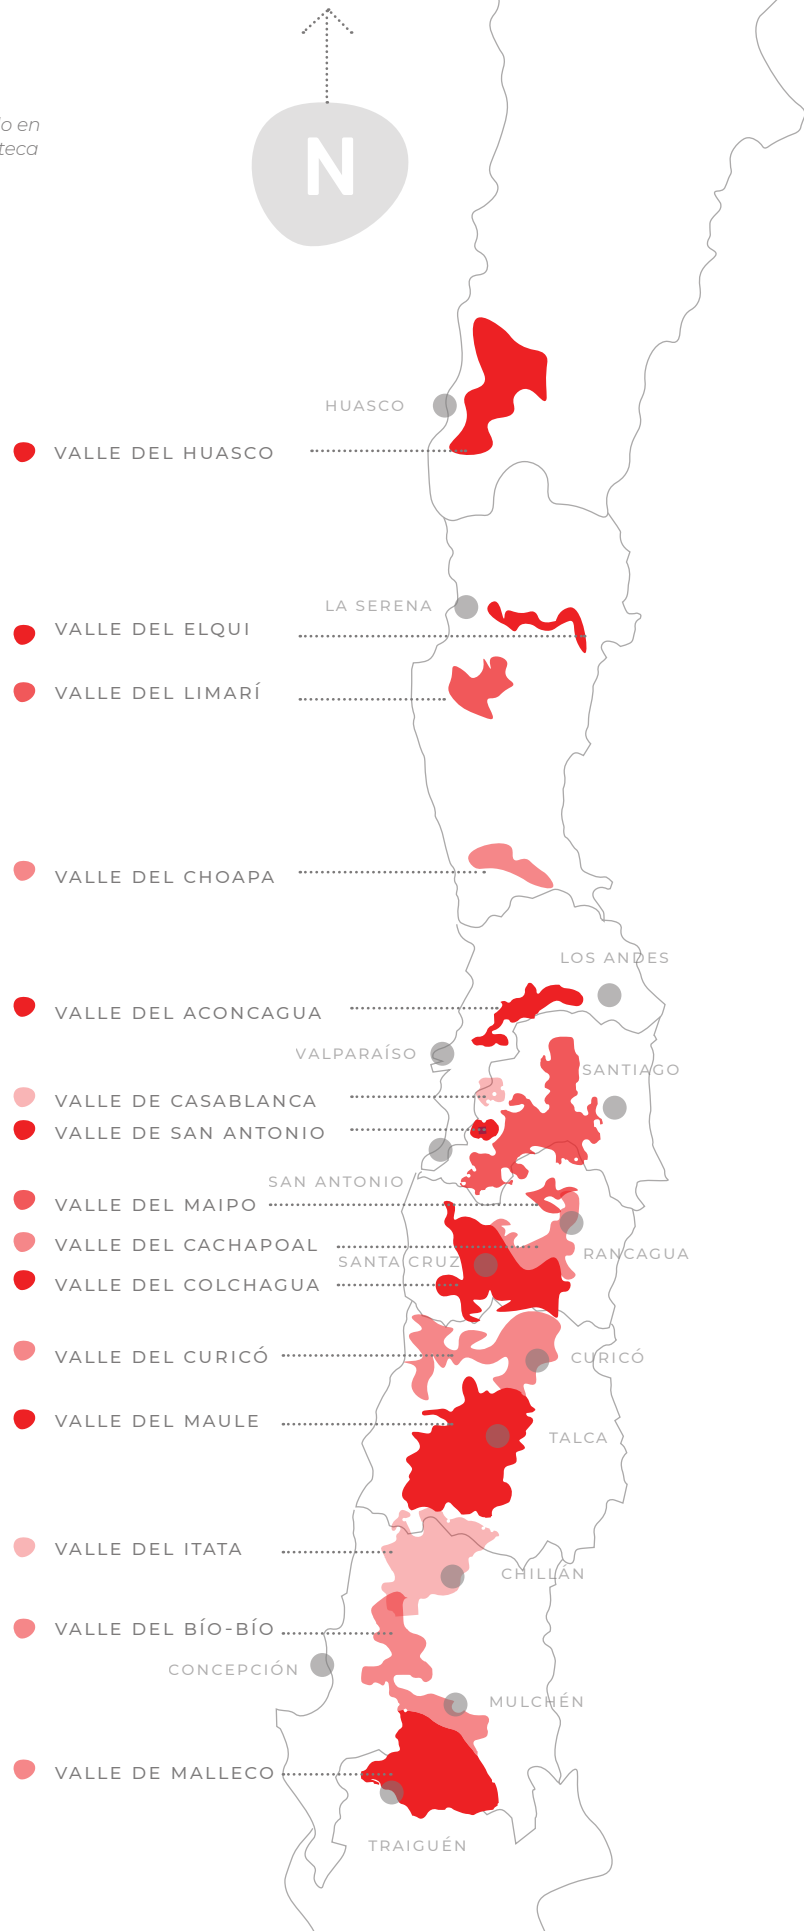 o en
teca
N
HUASCO
VALLE DEL HUASCO
LA SERENA
VALLE DEL ELQUI
VALLE DEL LIMARÍ
VALLE DEL CHOAPA
LOS ANDES
VALLE DEL ACONCAGUA
VALPARAÍSO
SANTIAGO
VALLE DE CASABLANCA
VALLE DE SAN ANTONIO
SAN ANTONIO
VALLE DEL MAIPO
VALLE DEL CACHAPOAL
RANCAGUA
SANTA CRUZ
VALLE DEL COLCHAGUA
VALLE DEL CURICÓ
CURICÓ
VALLE DEL MAULE
TALCA
VALLE DEL ITATA
CHILLÁN
VALLE DEL BÍO-BÍO
CONCEPCIÓN
MULCHÉN
VALLE DE MALLECO
TRAIGUÉN